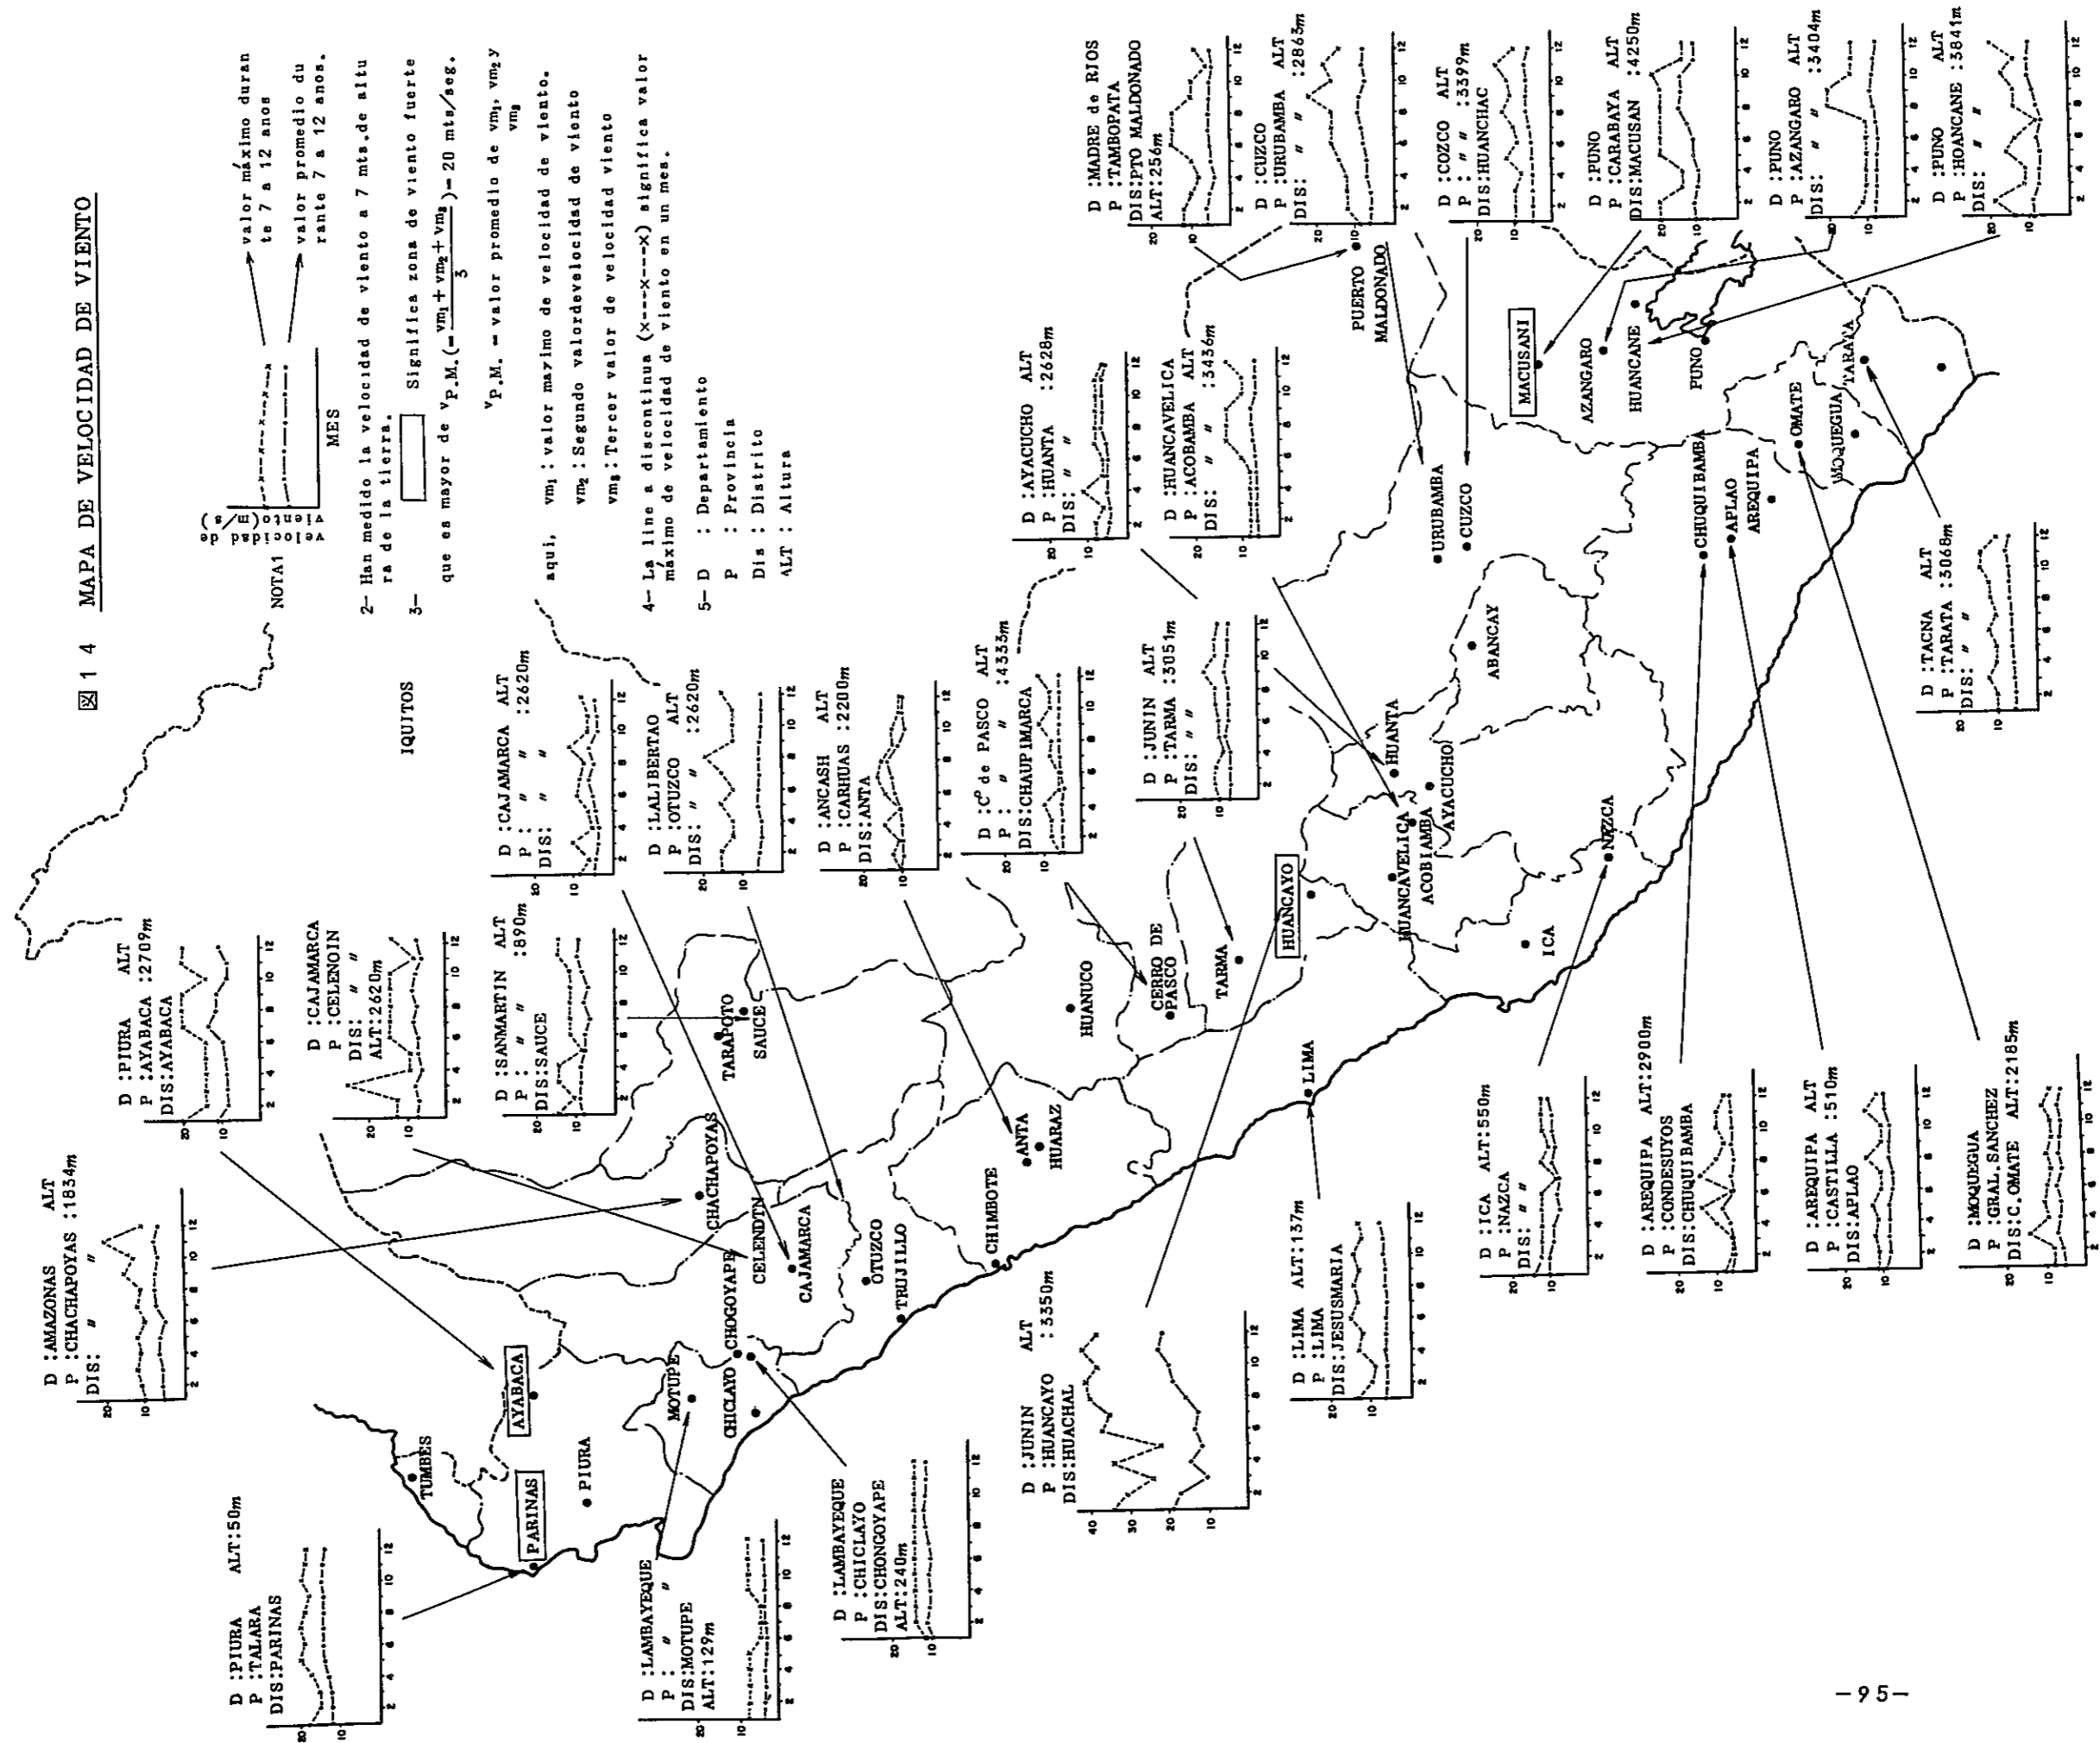 図14 MAPA DE VELOCIDAD DE VIENTO
NOTA1
velocidad de
viento(m/s)
MES
valor máximo duran
te 7 a 12 anos
valor promedio du
rante 7 a 12 anos.
2- Han medido la velocidad de viento a 7 mts.de altu
ra de la tierra.
3- Significa zona de viento fuerte
que es mayor de vP.M.(= vm1 + vm2 + vm3 / 3 )= 20 mts/seg.
vP.M. = valor promedio de vm1, vm2 y
vm3
aqui, vm1 : valor maximo de velocidad de viento.
vm2 : Segundo valordevelocidad de viento
vm3 : Tercer valor de velocidad viento
4- La line a discontinua (x---x---x) significa valor
máximo de velocidad de viento en un mes.
5- D : Departamiento
P : Provincia
Dis : Distrito
ALT : Altura
D :AMAZONAS ALT
P :CHACHAPOYAS :1834m
DIS: 〃 〃
D :PIURA ALT
P :AYABACA :2709m
DIS:AYABACA
D :CAJAMARCA
P :CELENOIN
DIS: 〃 〃
ALT:2620m
D :SANMARTIN ALT
P : 〃 〃 :890m
DIS:SAUCE
D :CAJAMARCA ALT
P : 〃 〃 :2620m
DIS: 〃 〃
D :LALIBERTAO
P :OTUZCO ALT
DIS: 〃 〃 :2620m
D :ANCASH ALT
P :CARHUAS :2200m
DIS:ANTA
D :Cº de PASCO ALT
P : 〃 〃 :4333m
DIS:CHAUPIMARCA
D :JUNIN ALT
P :TARMA :3051m
DIS: 〃 〃
D :AYACUCHO ALT
P :HUANTA :2628m
DIS: 〃 〃
D :HUANCAVELICA
P :ACOBAMBA ALT
DIS: 〃 〃 :3436m
D :MADRE de RIOS
P :TAMBOPATA
DIS:PTO MALDONADO
ALT:256m
D :CUZCO
P :URUBAMBA ALT
DIS: 〃 〃 :2863m
D :COZCO ALT
P : 〃 〃 :3399m
DIS:HUANCHAC
D :PUNO
P :CARABAYA ALT
DIS:MACUSAN :4250m
D :PUNO
P :AZANGARO ALT
DIS: 〃 〃 :3404m
D :PUNO ALT
P :HOANCANE :3841m
DIS: 〃 〃
D :PIURA ALT:50m
P :TALARA
DIS:PARINAS
D :LAMBAYEQUE
P : 〃 〃
DIS:MOTUPE
ALT:129m
D :LAMBAYEQUE
P :CHICLAYO
DIS:CHONGOYAPE
ALT:240m
D :JUNIN ALT
P :HUANCAYO :3350m
DIS:HUACHAL
D :LIMA ALT:137m
P :LIMA
DIS:JESUSMARIA
D :ICA ALT:550m
P :NAZCA
DIS: 〃 〃
D :AREQUIPA ALT:2900m
P :CONDESUYOS
DIS:CHUQUIBAMBA
D :AREQUIPA ALT
P :CASTILLA :510m
DIS:APLAO
D :MOQUEGUA
P :GRAL.SANCHEZ
DIS:C.OMATE ALT:2185m
D :TACNA ALT
P :TARATA :3068m
DIS: 〃 〃
IQUITOS
TUMBES
PARINAS
AYABACA
PIURA
MOTUPE
CHICLAYO
CHOGOYAPE
CHACHAPOYAS
CELENDTN
CAJAMARCA
TARAPOTO
SAUCE
OTUZCO
TRUJILLO
CHIMBOTE
ANTA
HUARAZ
HUANUCO
CERRO DE
PASCO
TARMA
HUANCAYO
LIMA
HUANTA
HUANCAVELICA
ACOBIAMBA
AYACUCHO
ICA
NAZCA
ABANCAY
URUBAMBA
CUZCO
PUERTO
MALDONADO
MACUSANI
AZANGARO
HUANCANE
PUNO
CHUQUIBAMBA
APLAO
AREQUIPA
OMATE
MOQUEGUA
TARATA
-95-